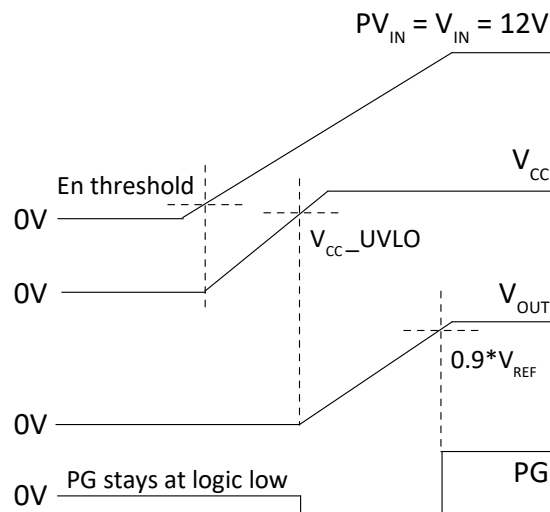 PV_IN = V_IN = 12V
V_CC
En threshold
0V
V_CC_UVLO
0V
V_OUT
0.9*V_REF
0V
PG stays at logic low
PG
0V